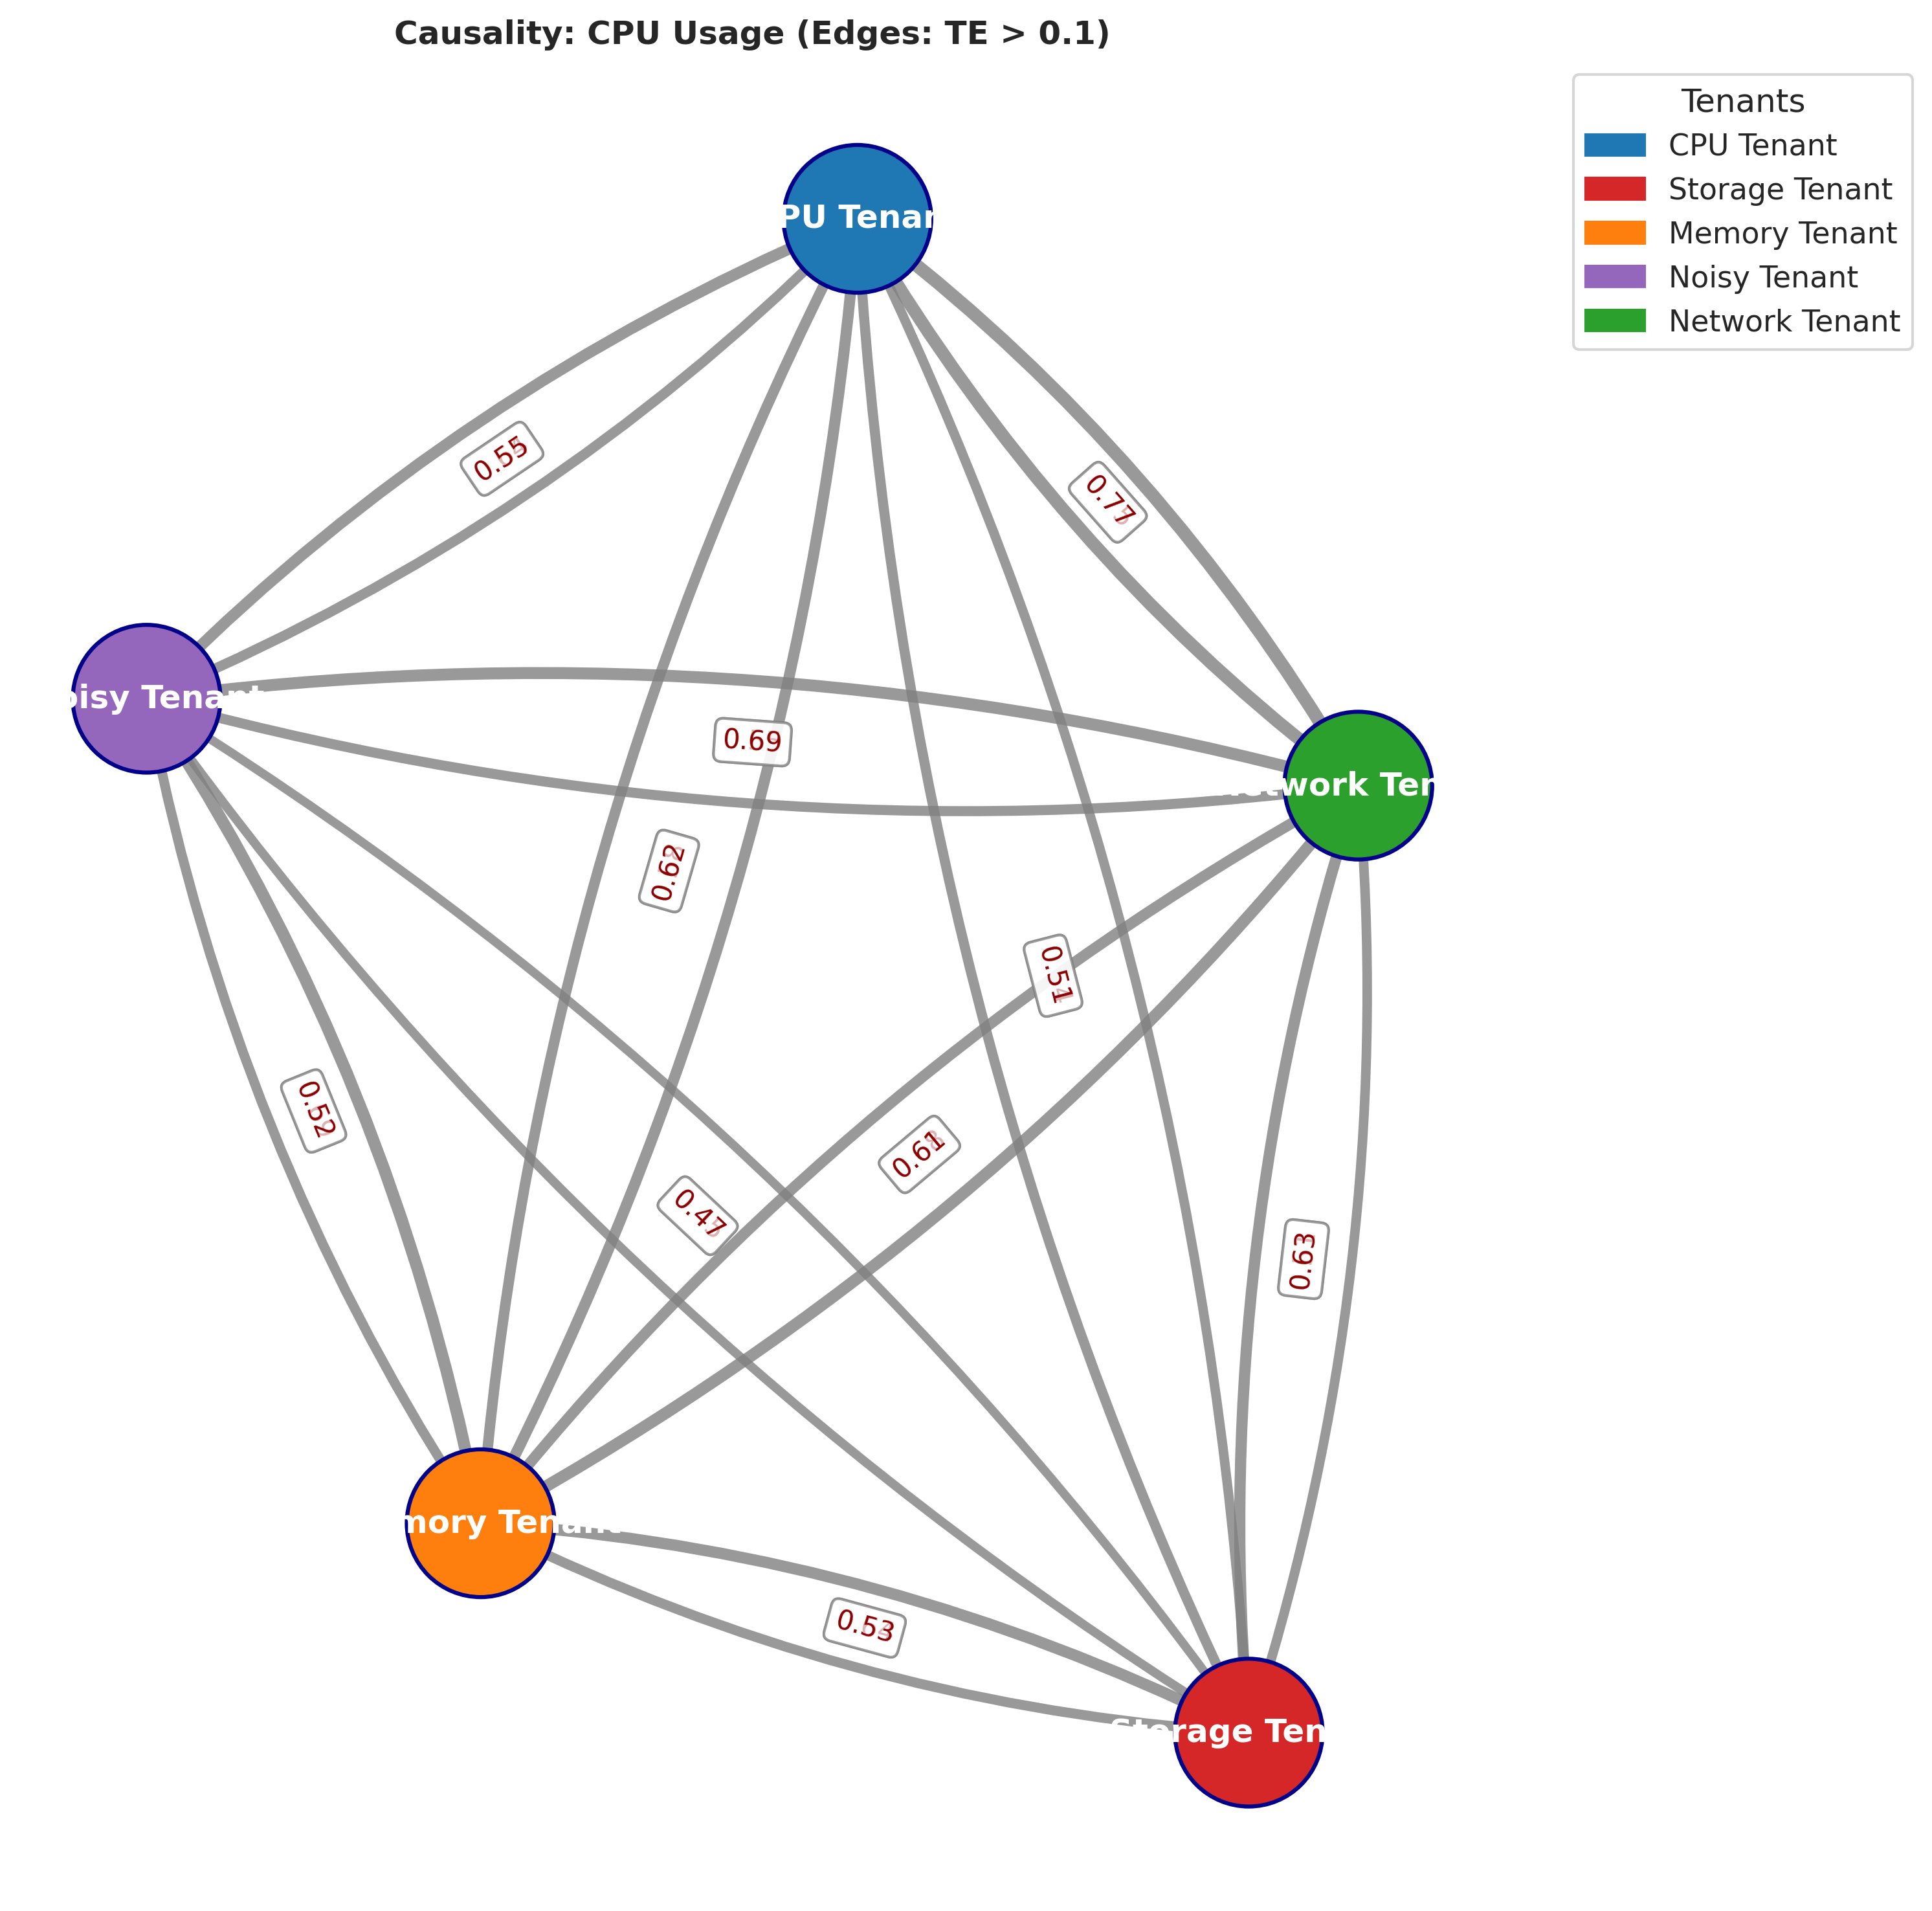 Causality: CPU Usage (Edges: TE > 0.1)
Tenants
CPU Tenant
Storage Tenant
Memory Tenant
Noisy Tenant
Network Tenant
PU Tenan
0.55
0.77
oisy Tenant
0.69
work Ten
0.62
0.51
0.52
0.61
0.47
0.63
mory Tenant
0.53
Storage Ten